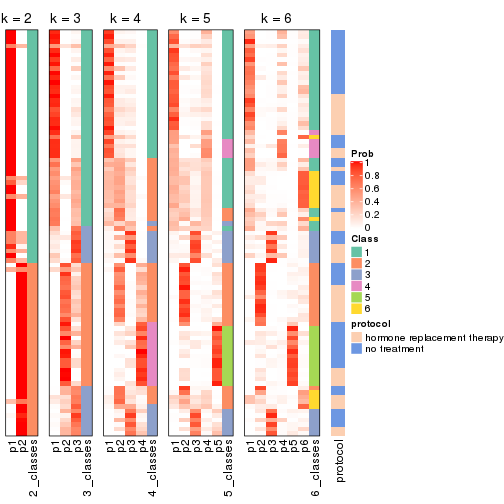 k = 2 k = 3 k = 4 k = 5 k = 6
Prob
1
0.8
0.6
0.4
0.2
0
Class
1
2
3
4
5
6
protocol
hormone replacement therapy
no treatment
p1
p2
2_classes
p1
p2
p3
3_classes
p1
p2
p3
p4
4_classes
p1
p2
p3
p4
p5
5_classes
p1
p2
p3
p4
p5
p6
6_classes
protocol